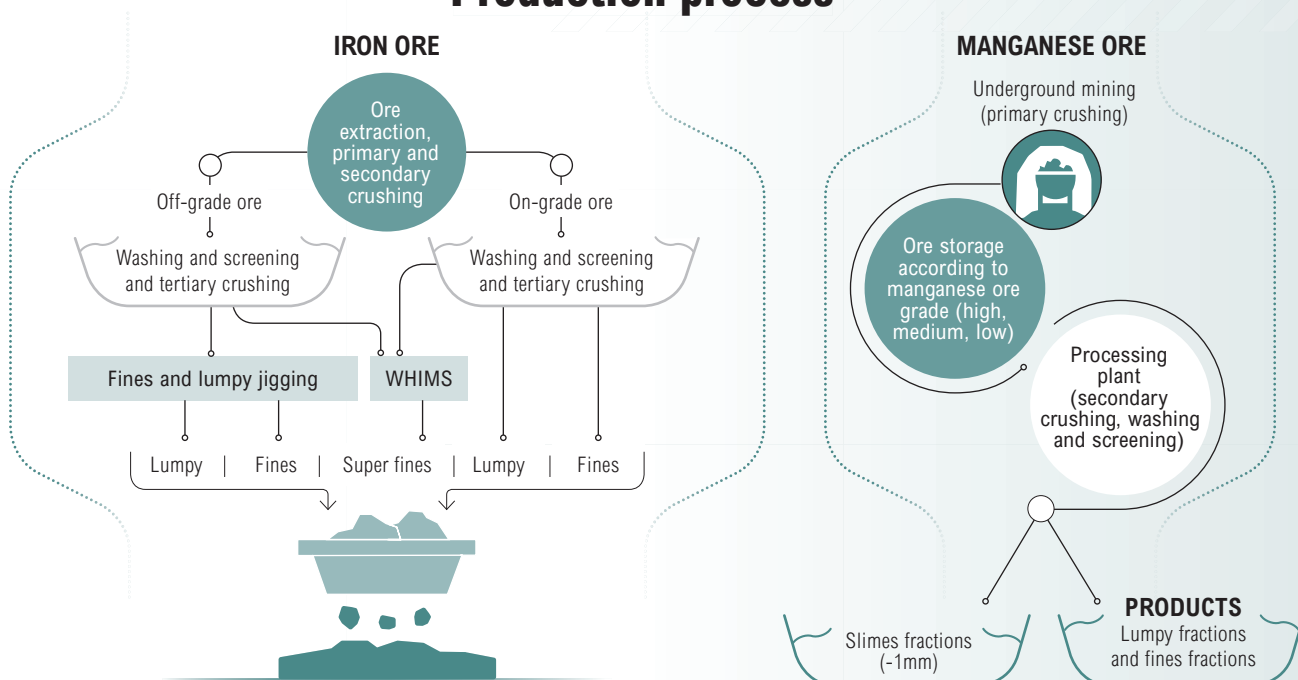 Production process
IRON ORE
Ore
extraction,
primary and
secondary
crushing
Off-grade ore
On-grade ore
Washing and screening
and tertiary crushing
Washing and screening
and tertiary crushing
Fines and lumpy jigging
WHIMS
Lumpy
Fines
Super fines
Lumpy
Fines
MANGANESE ORE
Underground mining
(primary crushing)
Ore storage
according to
manganese ore
grade (high,
medium, low)
Processing
plant
(secondary
crushing, washing
and screening)
Slimes fractions
(-1mm)
PRODUCTS
Lumpy fractions
and fines fractions